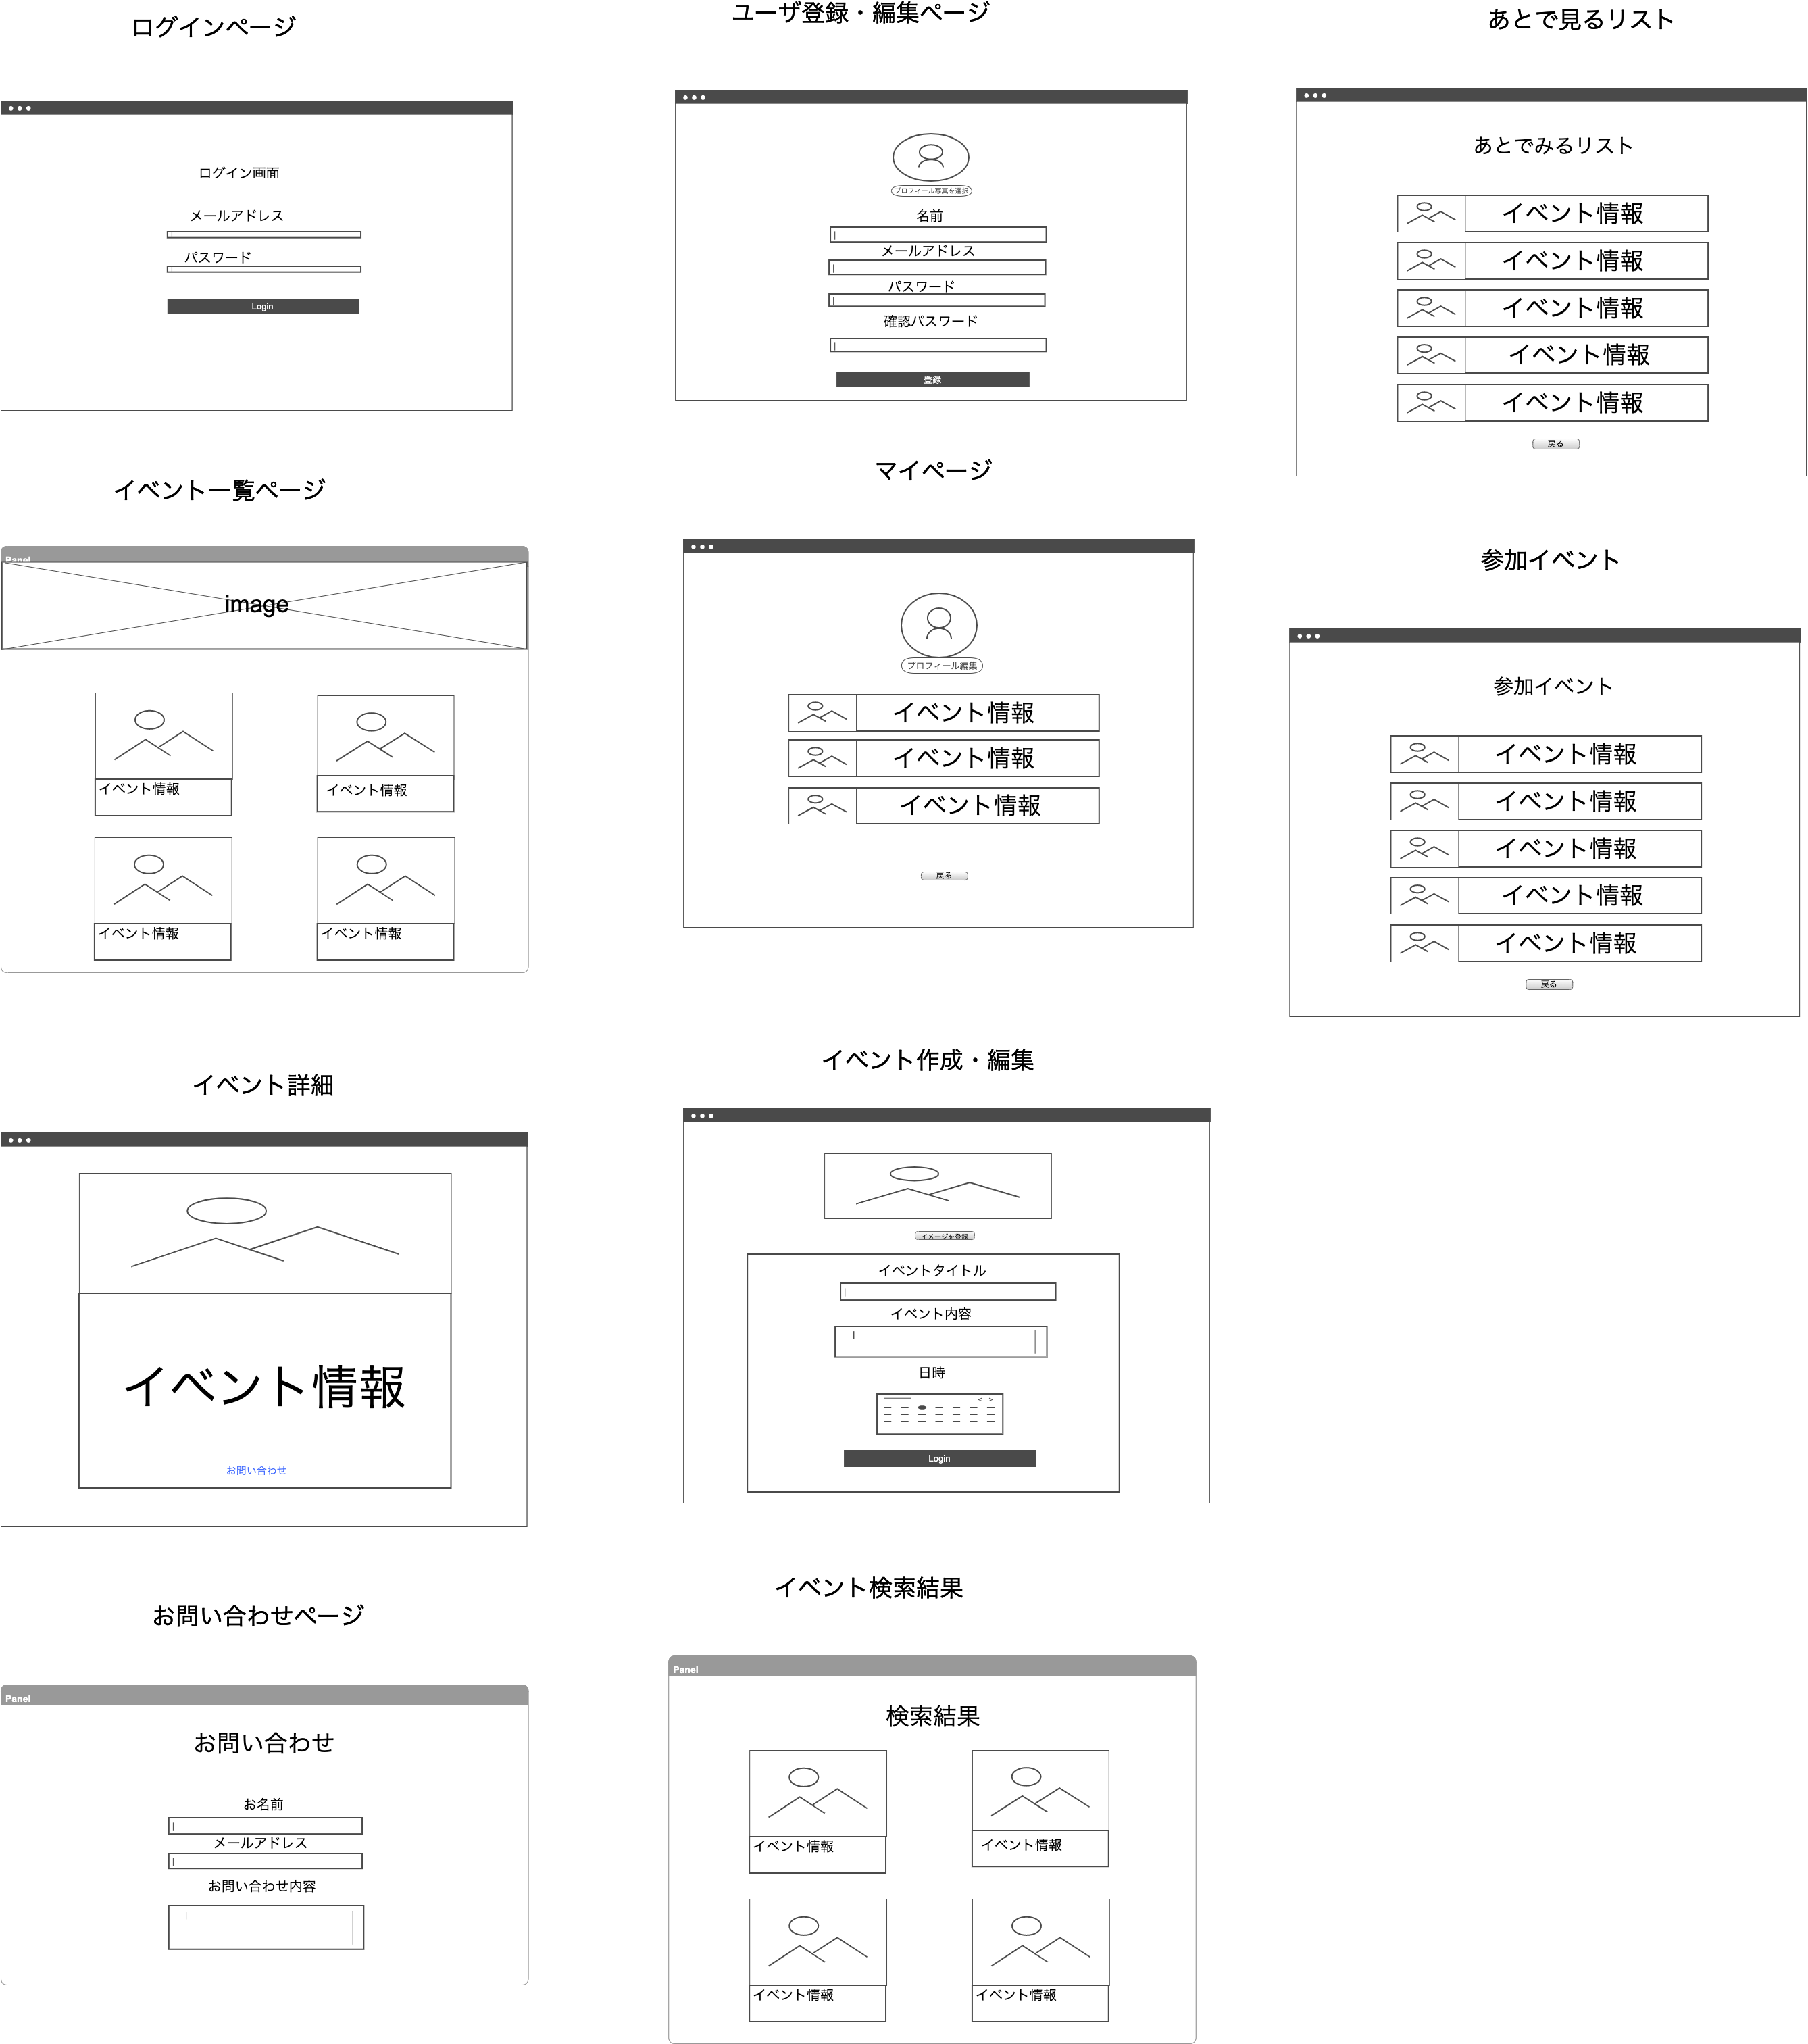 ログインページ
ログイン画面
メールアドレス
パスワード
Login
ユーザ登録・編集ページ
プロフィール写真を選択
名前
メールアドレス
パスワード
確認パスワード
登録
あとで見るリスト
あとでみるリスト
イベント情報
イベント情報
イベント情報
イベント情報
イベント情報
戻る
イベント一覧ページ
Panel
image
イベント情報
イベント情報
イベント情報
イベント情報
マイページ
プロフィール編集
イベント情報
イベント情報
イベント情報
戻る
参加イベント
参加イベント
イベント情報
イベント情報
イベント情報
イベント情報
イベント情報
戻る
イベント詳細
イベント情報
お問い合わせ
イベント作成・編集
イメージを登録
イベントタイトル
イベント内容
日時
< >
Login
お問い合わせページ
Panel
お問い合わせ
お名前
メールアドレス
お問い合わせ内容
イベント検索結果
Panel
検索結果
イベント情報
イベント情報
イベント情報
イベント情報